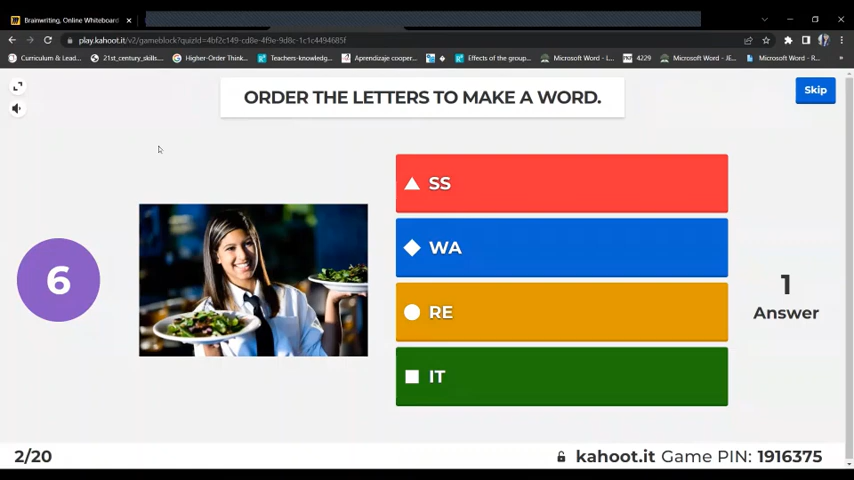 Brainwriting, Online Whiteboard
play.kahoot.it/v2/gameblock?quizId=4bf2c149-cd8e-4f9e-9d8c-1c1c4494685f
Curriculum & Lead...
21st_century_skills....
Higher-Order Think...
Teachers-knowledg...
Aprendizaje cooper...
Effects of the group...
Microsoft Word - I...
4229
Microsoft Word - JE...
Microsoft Word - R...
ORDER THE LETTERS TO MAKE A WORD.
Skip
SS
WA
6
RE
1
Answer
IT
2/20
kahoot.it Game PIN: 1916375